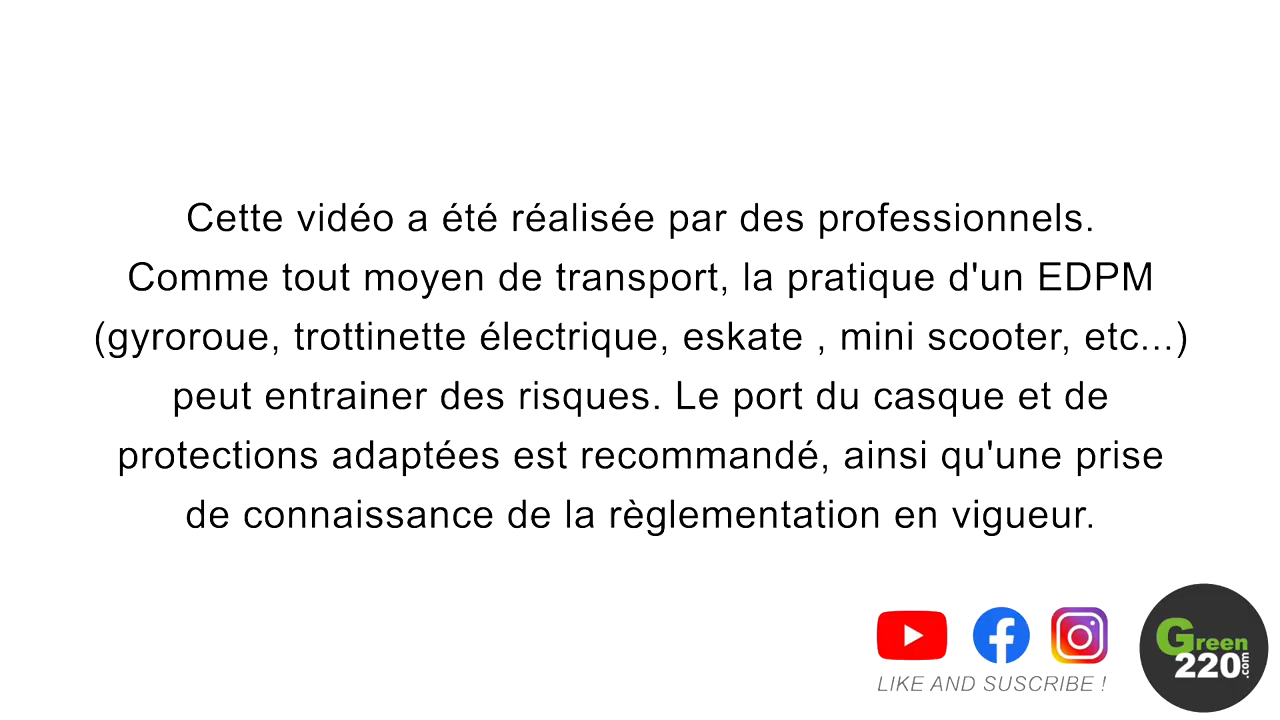 Cette vidéo a été réalisée par des professionnels.
Comme tout moyen de transport, la pratique d'un EDPM
(gyroroue, trottinette électrique, eskate , mini scooter, etc...)
peut entrainer des risques. Le port du casque et de
protections adaptées est recommandé, ainsi qu'une prise
de connaissance de la règlementation en vigueur.
LIKE AND SUSCRIBE !
Green
220.com